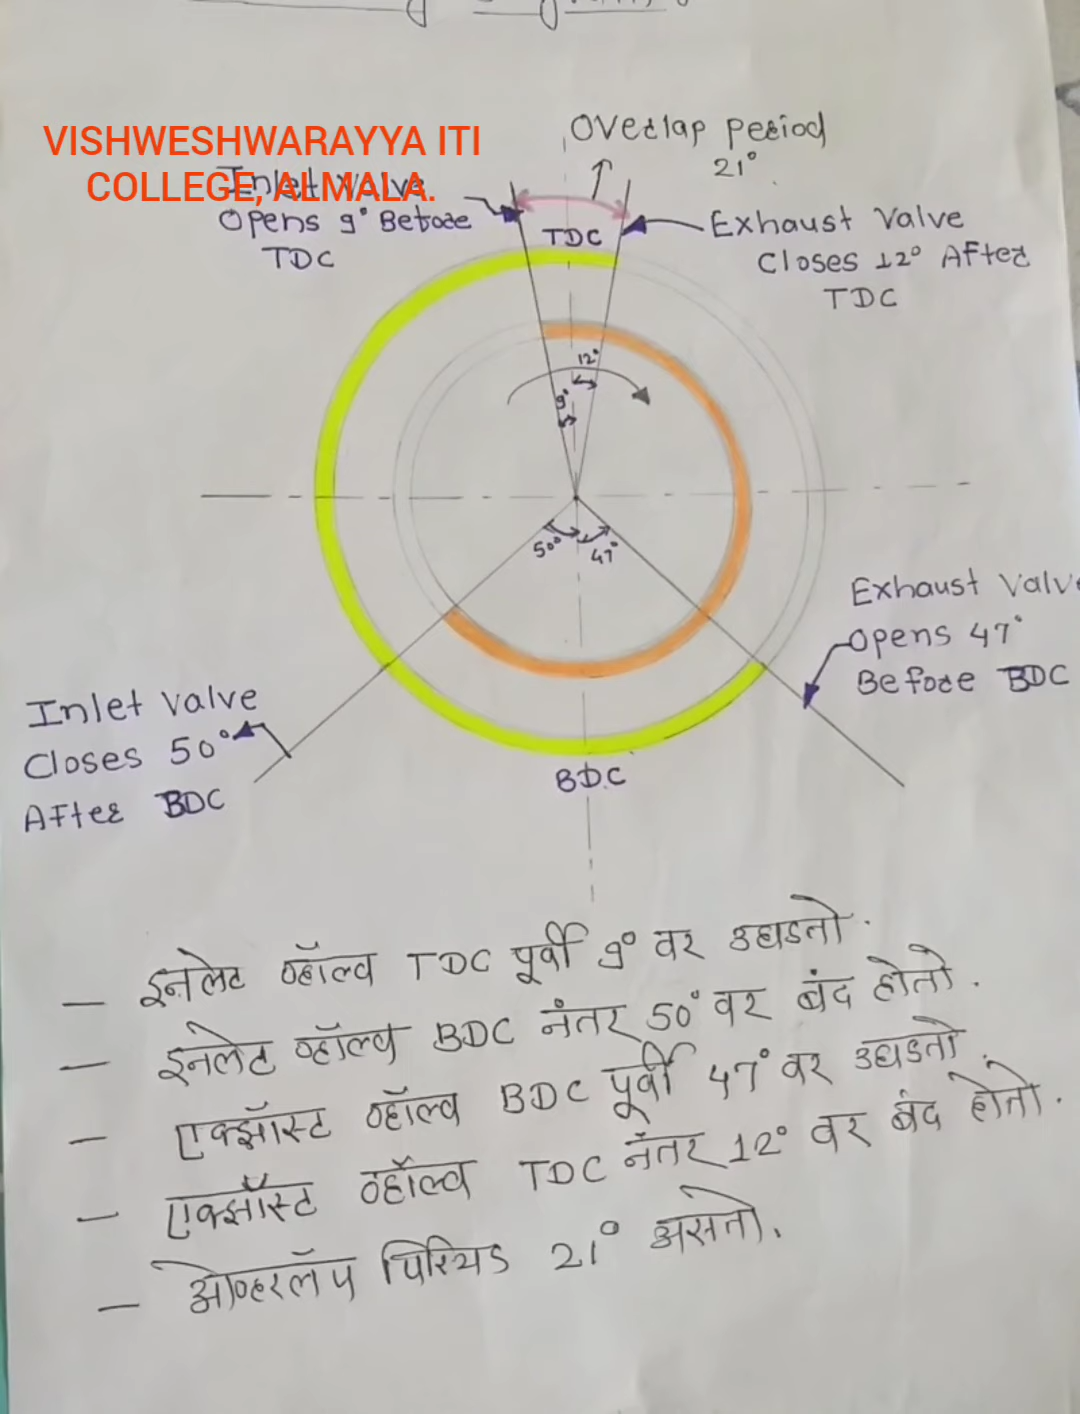 VISHWESHWARAYYA ITI
COLLEGE, ALMALA.
Overlap Period
21°
Inlet Valve
Opens 9° Before
TDC
TDC
Exhaust Valve
Closes 12° After
TDC
12°
9°
50°
47°
Exhaust Valve
Opens 47°
Before BDC
Inlet Valve
Closes 50°
After BDC
BDC
— इनलेट व्हॉल्व TDC पूर्वी 9° वर उघडतो.
— इनलेट व्हॉल्व BDC नंतर 50° वर बंद होतो.
— एक्झॉस्ट व्हॉल्व BDC पूर्वी 47° वर उघडतो.
— एक्झॉस्ट व्हॉल्व TDC नंतर 12° वर बंद होतो.
— ओव्हरलॅप पिरियड 21° असतो.